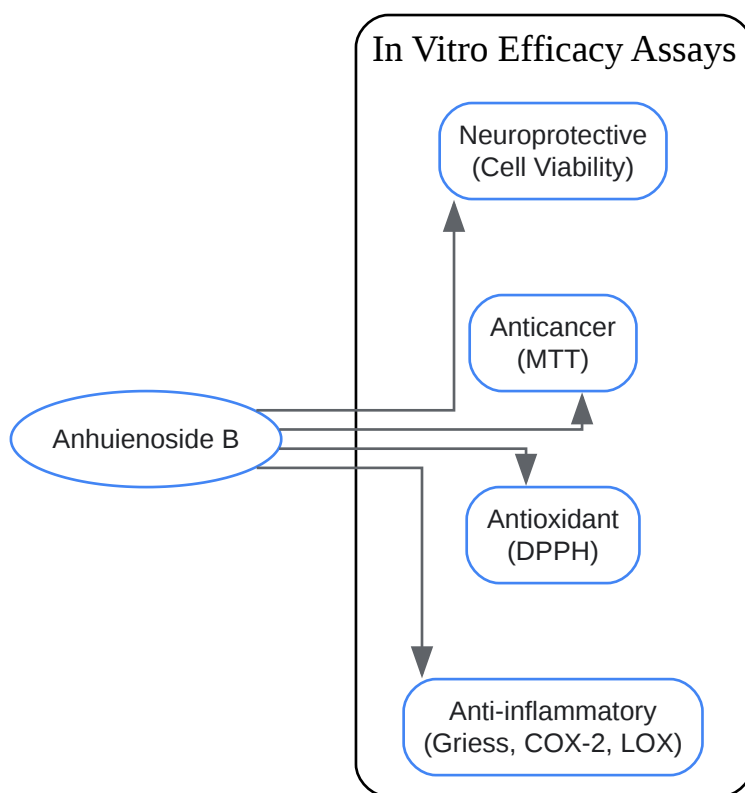 In Vitro Efficacy Assays
Neuroprotective
(Cell Viability)
Anticancer
(MTT)
Anhuienoside B
Antioxidant
(DPPH)
Anti-inflammatory
(Griess, COX-2, LOX)